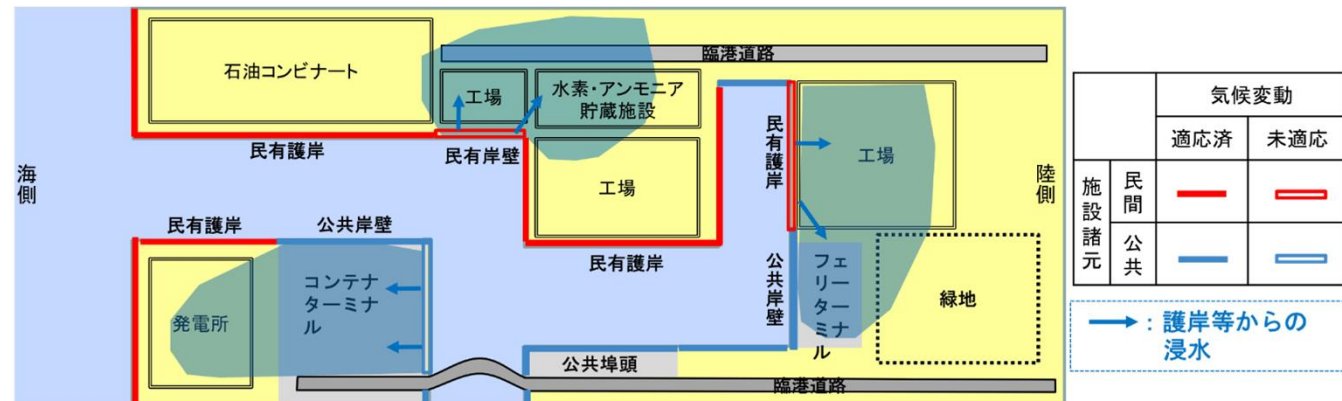 臨港道路
石油コンビナート
工場
水素・アンモニア
貯蔵施設
民有護岸
民有岸壁
工場
民有護岸
工場
海側
陸側
民有護岸
公共岸壁
民有護岸
公共岸壁
コンテナ
ターミナ
ル
発電所
フェ
リー
ター
ミナ
ル
緑地
公共埠頭
臨港道路
気候変動
適応済
未適応
施設諸元
民間
公共
：護岸等からの
浸水